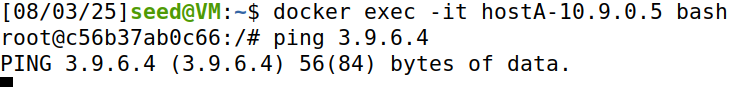 [08/03/25]seed@VM:~$ docker exec -it hostA-10.9.0.5 bash
root@c56b37ab0c66:/# ping 3.9.6.4
PING 3.9.6.4 (3.9.6.4) 56(84) bytes of data.